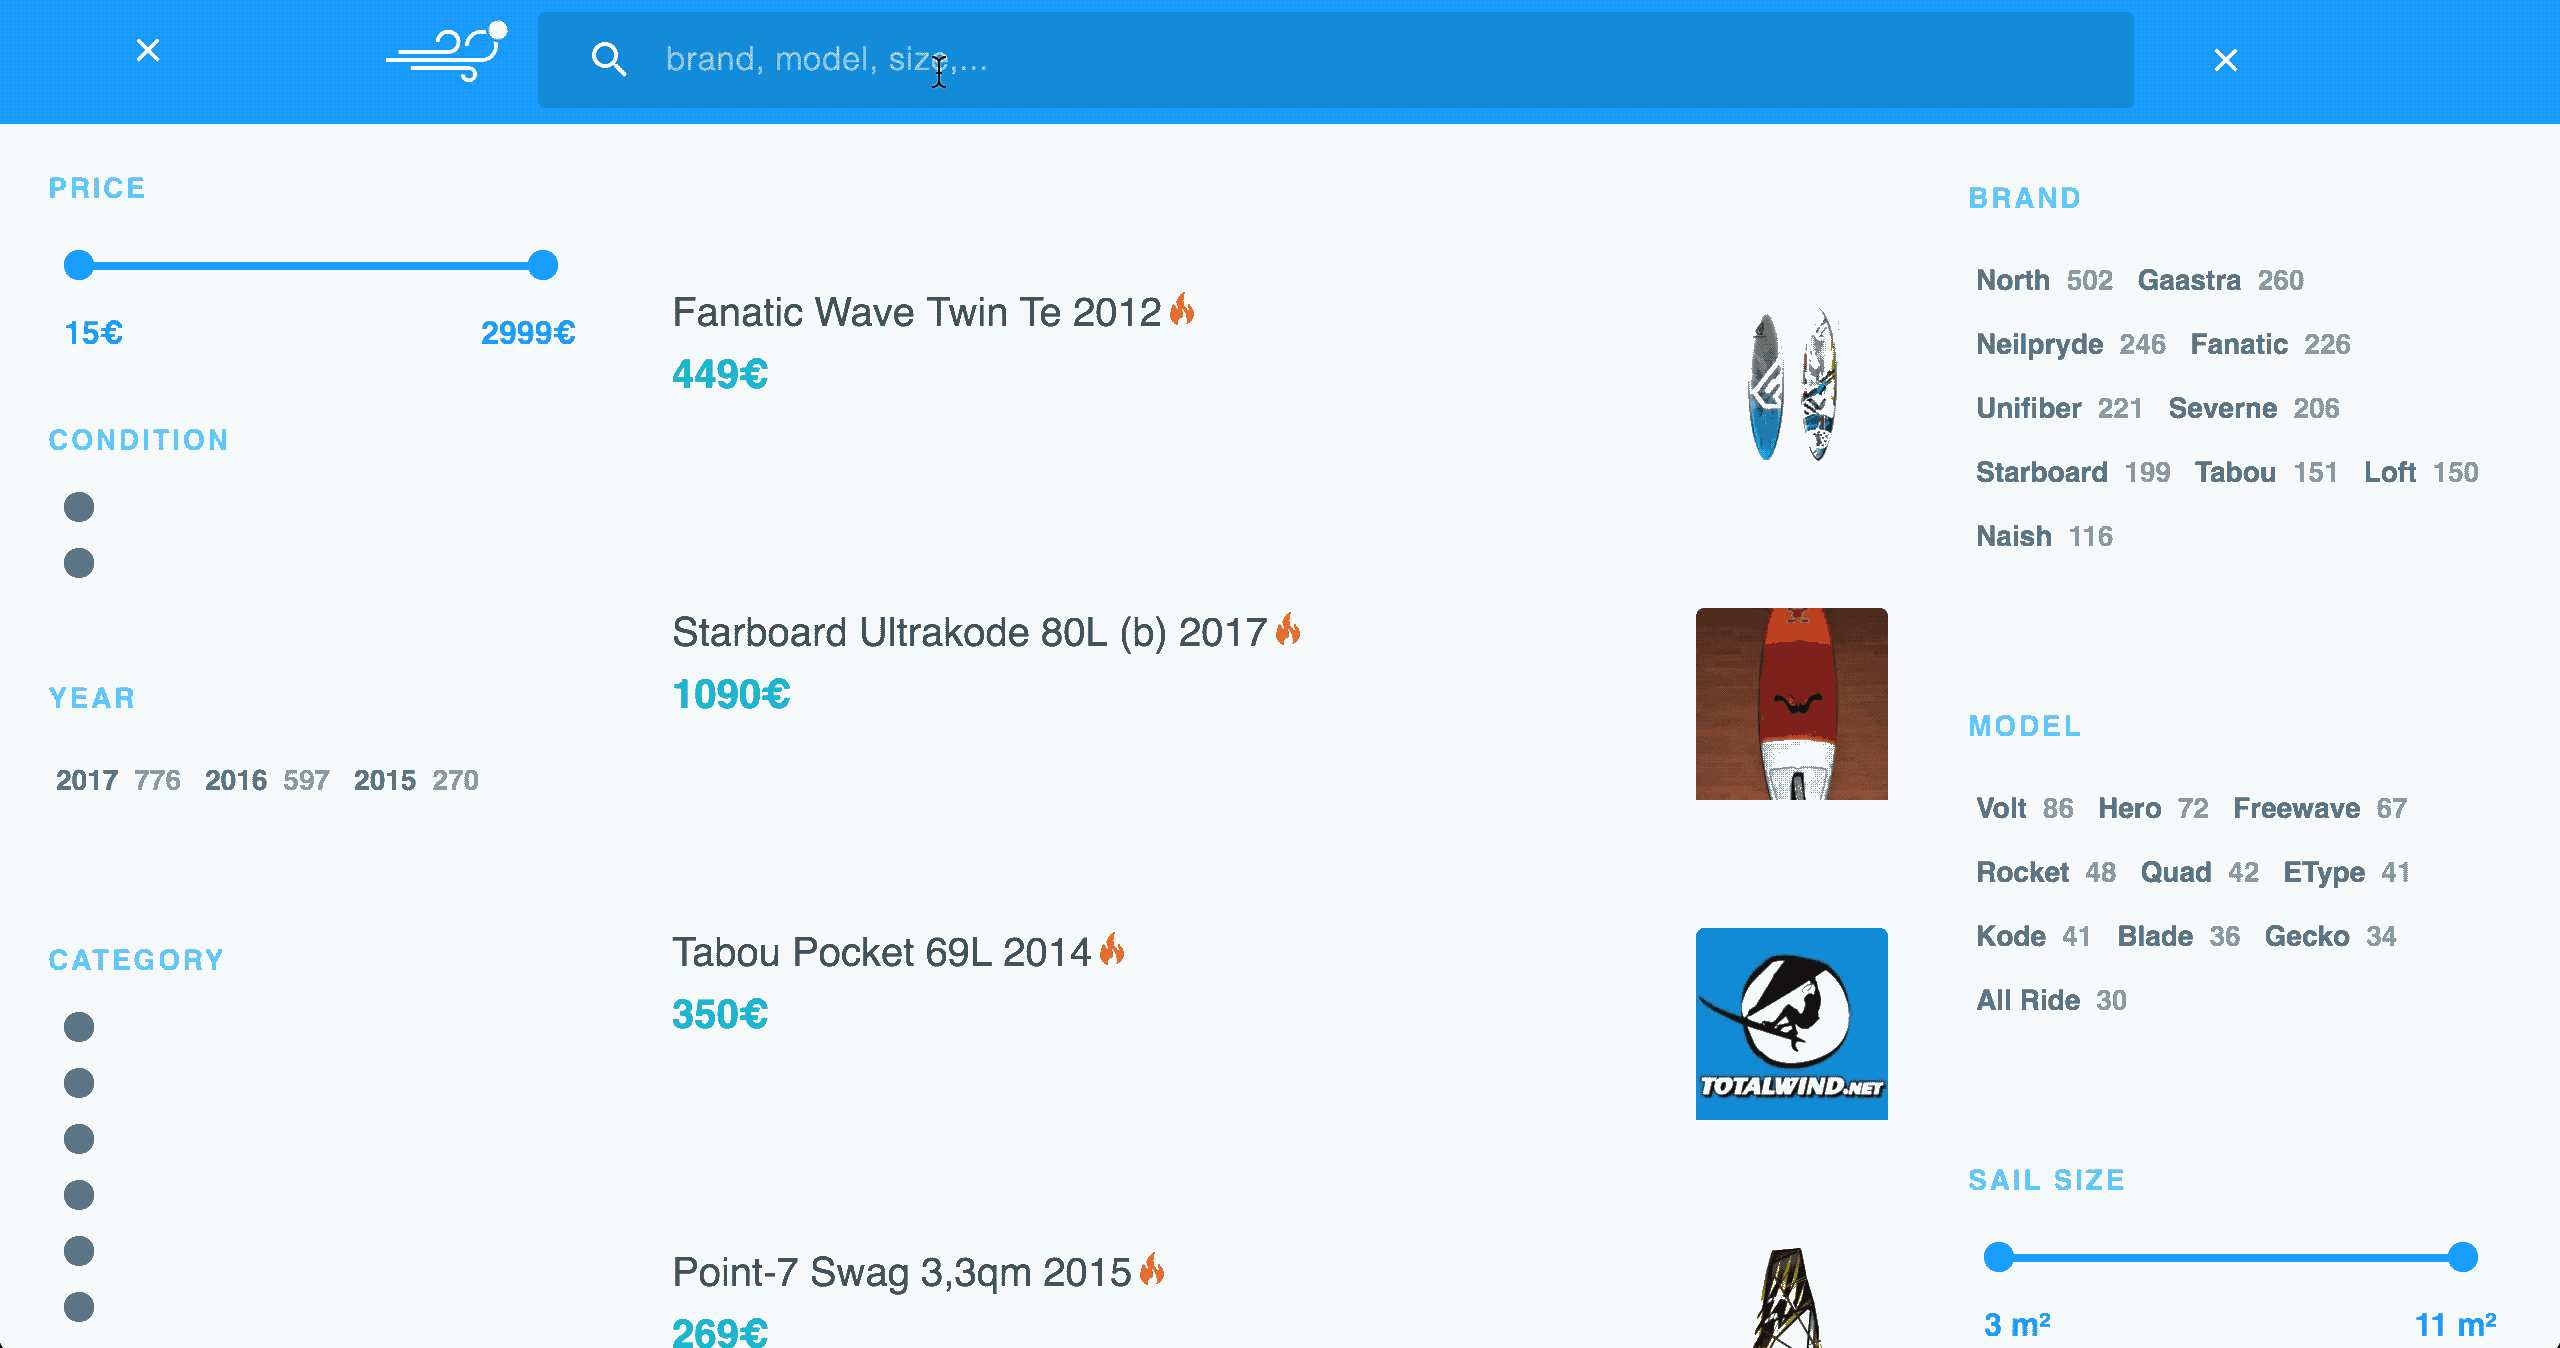 brand, model, size,...
PRICE
15€ 2999€
CONDITION
YEAR
2017 776 2016 597 2015 270
CATEGORY
Fanatic Wave Twin Te 2012
449€
Starboard Ultrakode 80L (b) 2017
1090€
Tabou Pocket 69L 2014
350€
TOTALWIND.NET
Point-7 Swag 3,3qm 2015
269€
BRAND
North 502 Gaastra 260
Neilpryde 246 Fanatic 226
Unifiber 221 Severne 206
Starboard 199 Tabou 151 Loft 150
Naish 116
MODEL
Volt 86 Hero 72 Freewave 67
Rocket 48 Quad 42 EType 41
Kode 41 Blade 36 Gecko 34
All Ride 30
SAIL SIZE
3 m² 11 m²